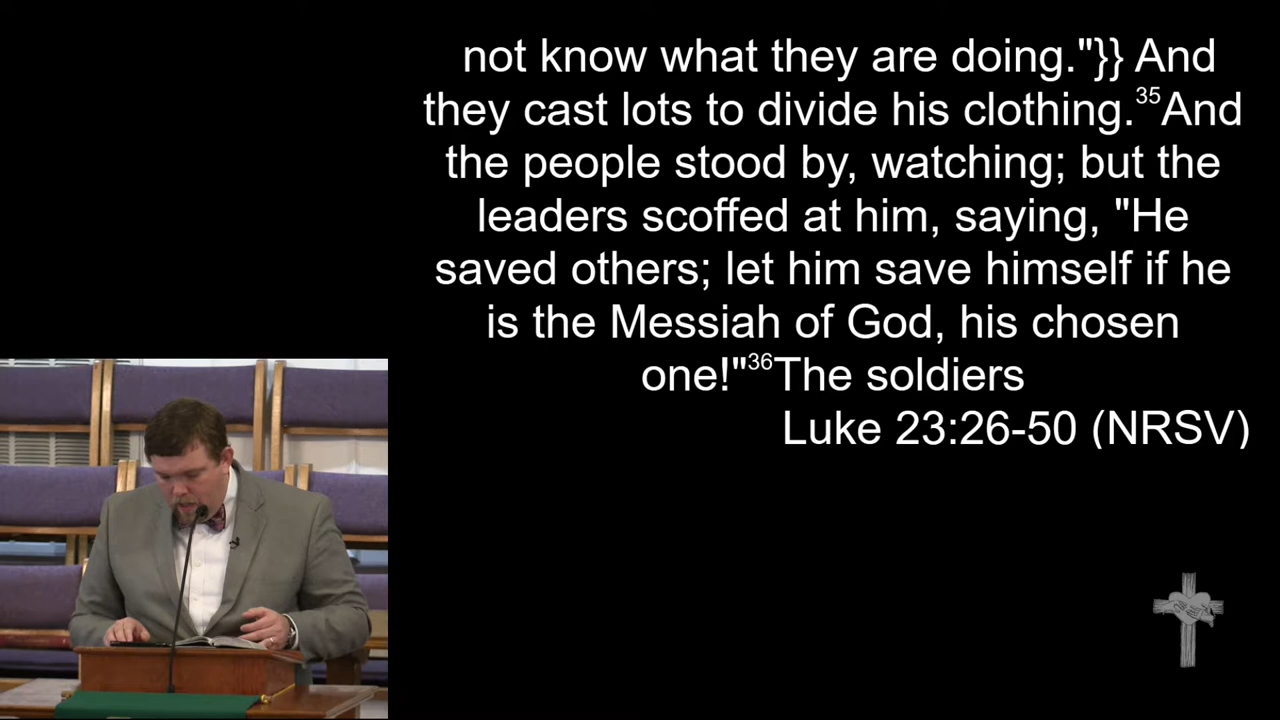 not know what they are doing."}} And
they cast lots to divide his clothing.35And
the people stood by, watching; but the
leaders scoffed at him, saying, "He
saved others; let him save himself if he
is the Messiah of God, his chosen
one!"36The soldiers
Luke 23:26-50 (NRSV)